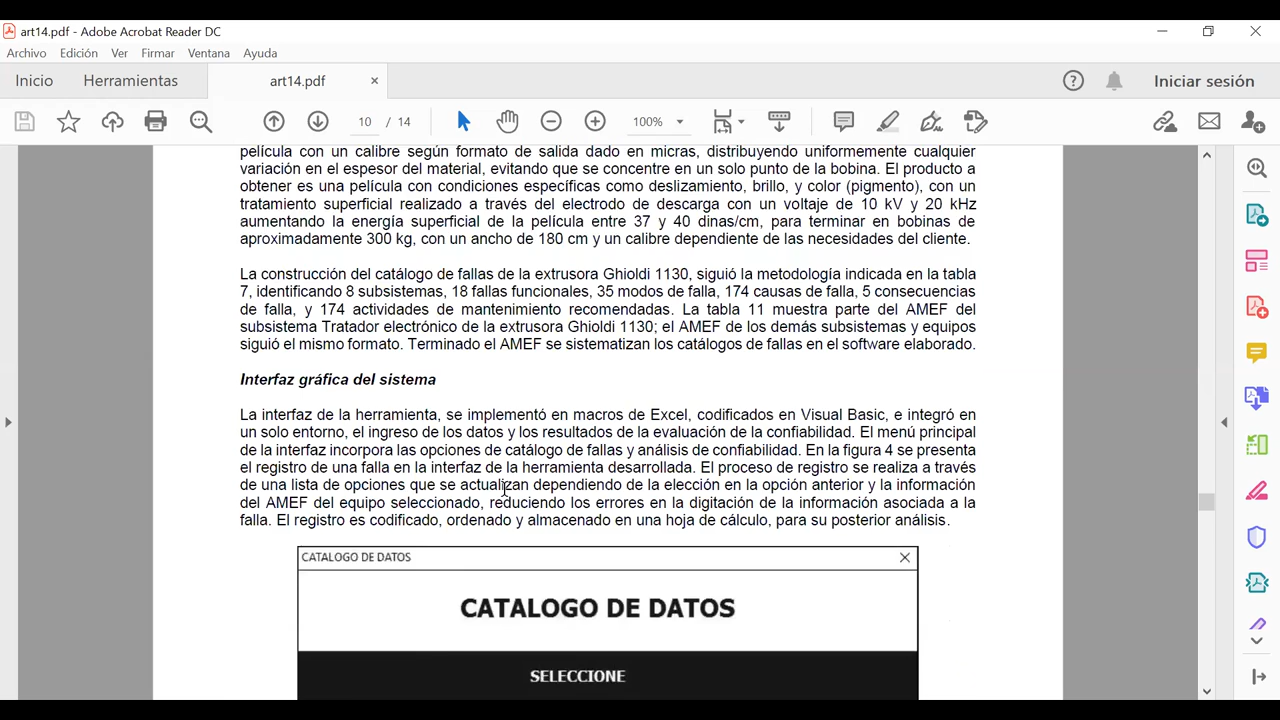 art14.pdf - Adobe Acrobat Reader DC
Archivo Edición Ver Firmar Ventana Ayuda
Inicio Herramientas art14.pdf × Iniciar sesión
10 / 14 100%
película con un calibre según formato de salida dado en micras, distribuyendo uniformemente cualquier
variación en el espesor del material, evitando que se concentre en un solo punto de la bobina. El producto a
obtener es una película con condiciones específicas como deslizamiento, brillo, y color (pigmento), con un
tratamiento superficial realizado a través del electrodo de descarga con un voltaje de 10 kV y 20 kHz
aumentando la energía superficial de la película entre 37 y 40 dinas/cm, para terminar en bobinas de
aproximadamente 300 kg, con un ancho de 180 cm y un calibre dependiente de las necesidades del cliente.
La construcción del catálogo de fallas de la extrusora Ghioldi 1130, siguió la metodología indicada en la tabla
7, identificando 8 subsistemas, 18 fallas funcionales, 35 modos de falla, 174 causas de falla, 5 consecuencias
de falla, y 174 actividades de mantenimiento recomendadas. La tabla 11 muestra parte del AMEF del
subsistema Tratador electrónico de la extrusora Ghioldi 1130; el AMEF de los demás subsistemas y equipos
siguió el mismo formato. Terminado el AMEF se sistematizan los catálogos de fallas en el software elaborado.
Interfaz gráfica del sistema
La interfaz de la herramienta, se implementó en macros de Excel, codificados en Visual Basic, e integró en
un solo entorno, el ingreso de los datos y los resultados de la evaluación de la confiabilidad. El menú principal
de la interfaz incorpora las opciones de catálogo de fallas y análisis de confiabilidad. En la figura 4 se presenta
el registro de una falla en la interfaz de la herramienta desarrollada. El proceso de registro se realiza a través
de una lista de opciones que se actualizan dependiendo de la elección en la opción anterior y la información
del AMEF del equipo seleccionado, reduciendo los errores en la digitación de la información asociada a la
falla. El registro es codificado, ordenado y almacenado en una hoja de cálculo, para su posterior análisis.
CATALOGO DE DATOS
CATALOGO DE DATOS
SELECCIONE